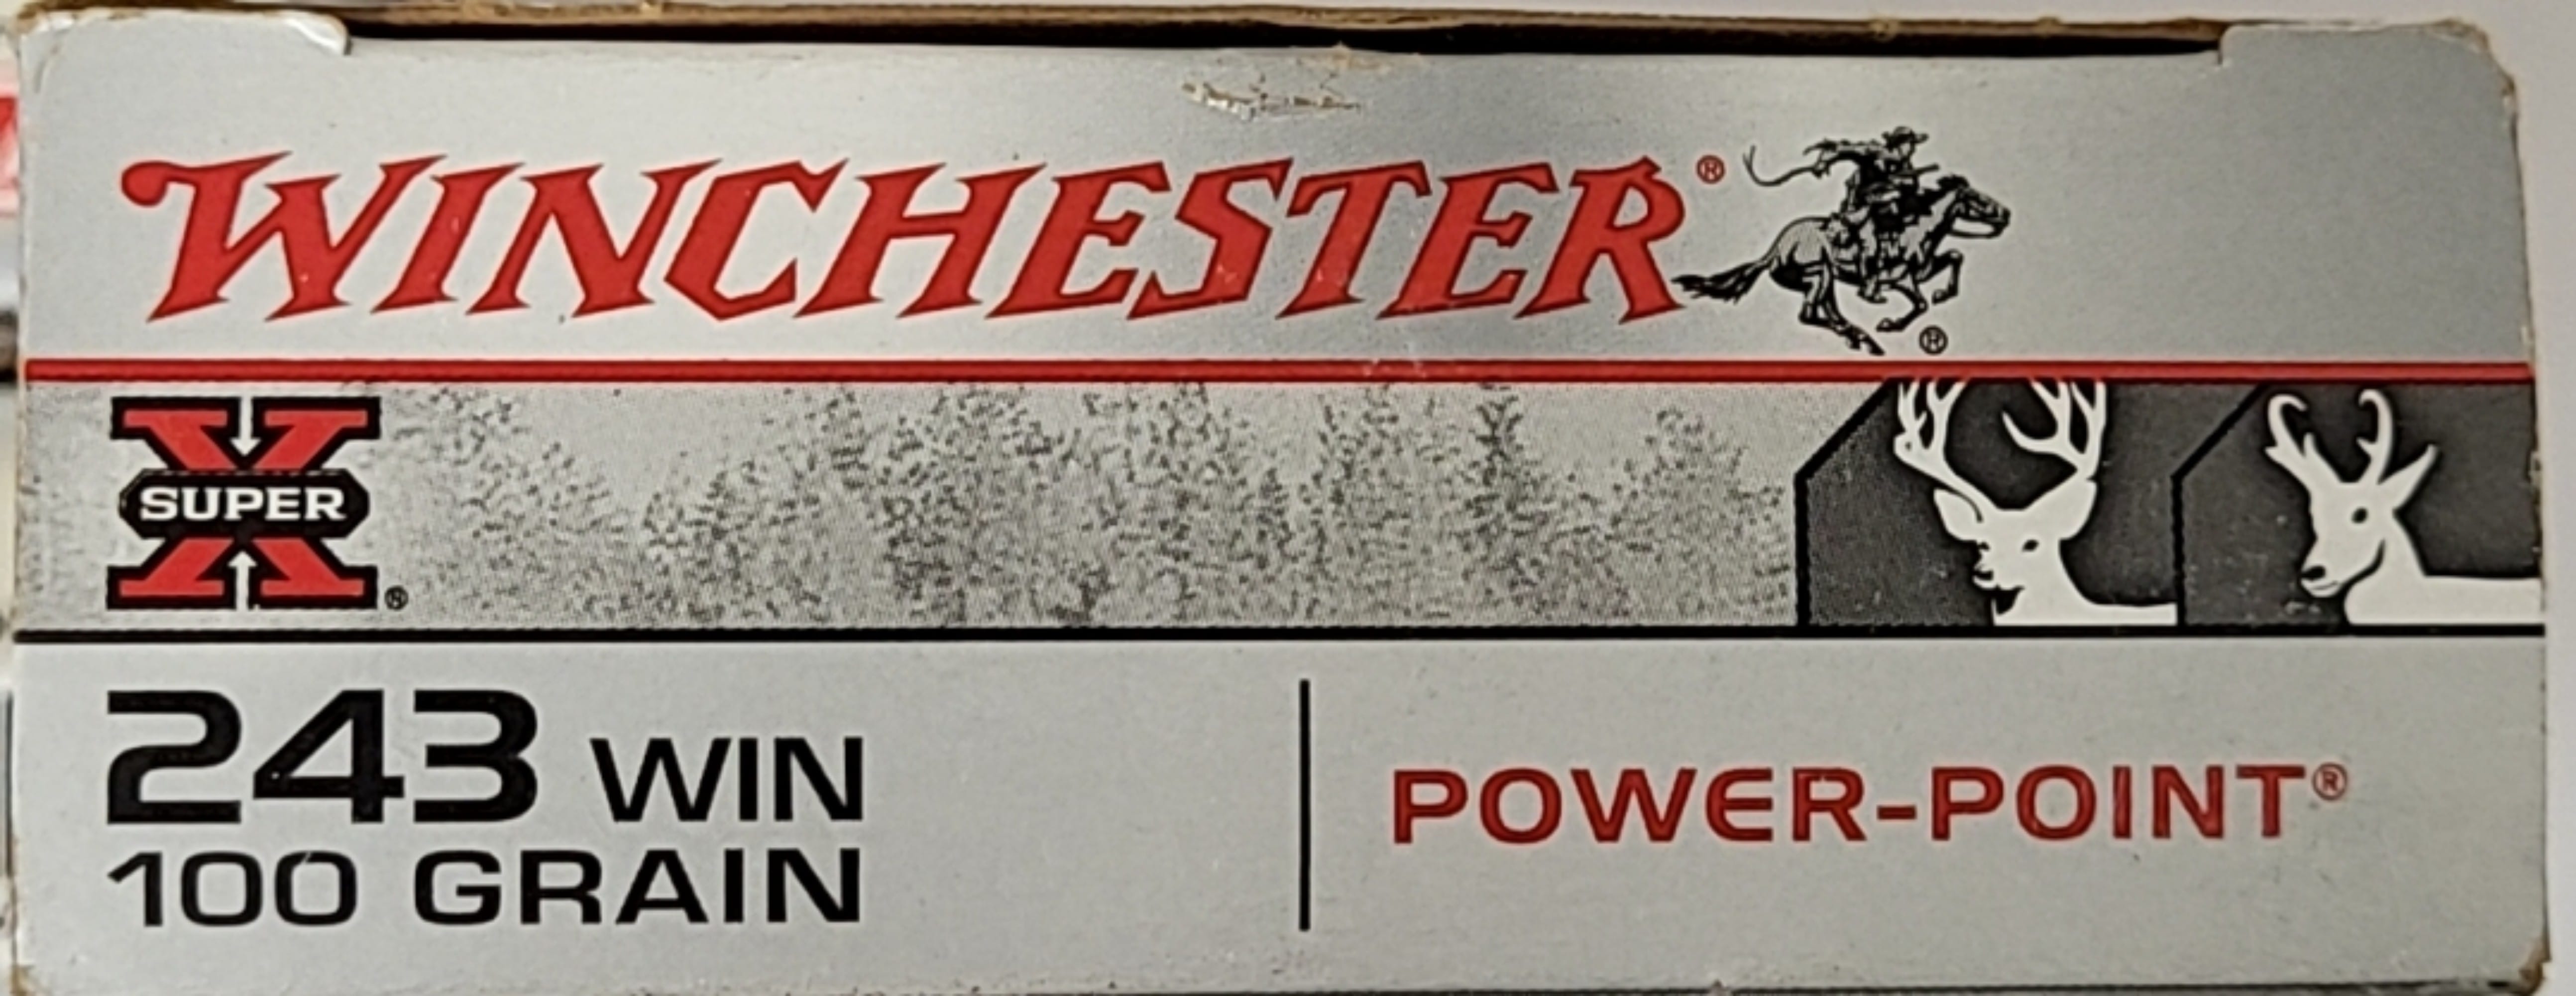 WINCHESTER®
®
X SUPER ®
243 WIN
100 GRAIN
POWER-POINT®